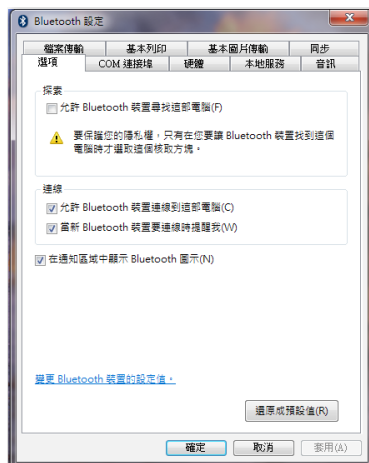 Bluetooth 設定
檔案傳輸 基本列印 基本圖片傳輸 同步
選項 COM 連接埠 硬體 本地服務 音訊
探索
允許 Bluetooth 裝置尋找這部電腦(F)
要保護您的隱私權，只有在您要讓 Bluetooth 裝置找到這個
電腦時才選取這個核取方塊。
連線
允許 Bluetooth 裝置連線到這部電腦(C)
當新 Bluetooth 裝置要連線時提醒我(W)
在通知區域中顯示 Bluetooth 圖示(N)
變更 Bluetooth 裝置的設定值。
還原成預設值(R)
確定 取消 套用(A)